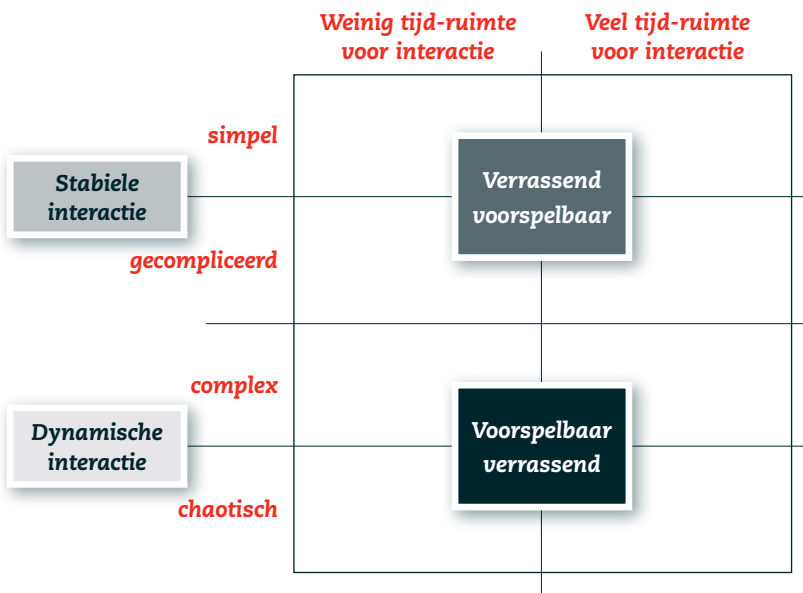 Weinig tijd-ruimte
voor interactie
Veel tijd-ruimte
voor interactie
simpel
Stabiele
interactie
Verrassend
voorspelbaar
gecompliceerd
complex
Dynamische
interactie
Voorspelbaar
verrassend
chaotisch